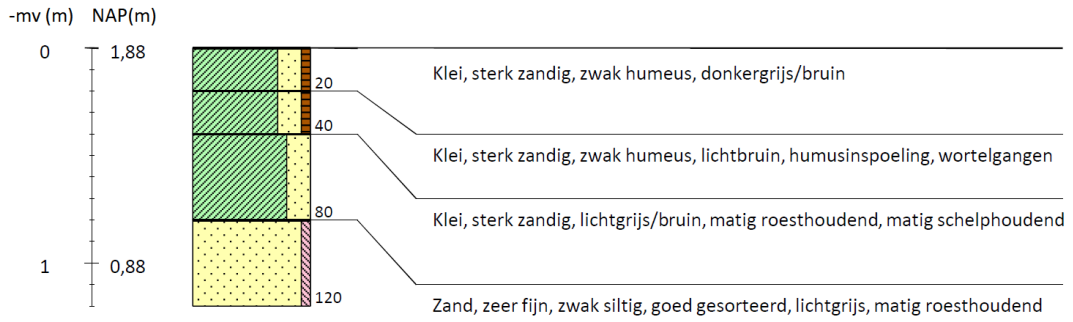 -mv (m) NAP(m)
0 1,88
Klei, sterk zandig, zwak humeus, donkergrijs/bruin
20
40
Klei, sterk zandig, zwak humeus, lichtbruin, humusinspoeling, wortelgangen
80
Klei, sterk zandig, lichtgrijs/bruin, matig roesthoudend, matig schelphoudend
1 0,88
120
Zand, zeer fijn, zwak siltig, goed gesorteerd, lichtgrijs, matig roesthoudend